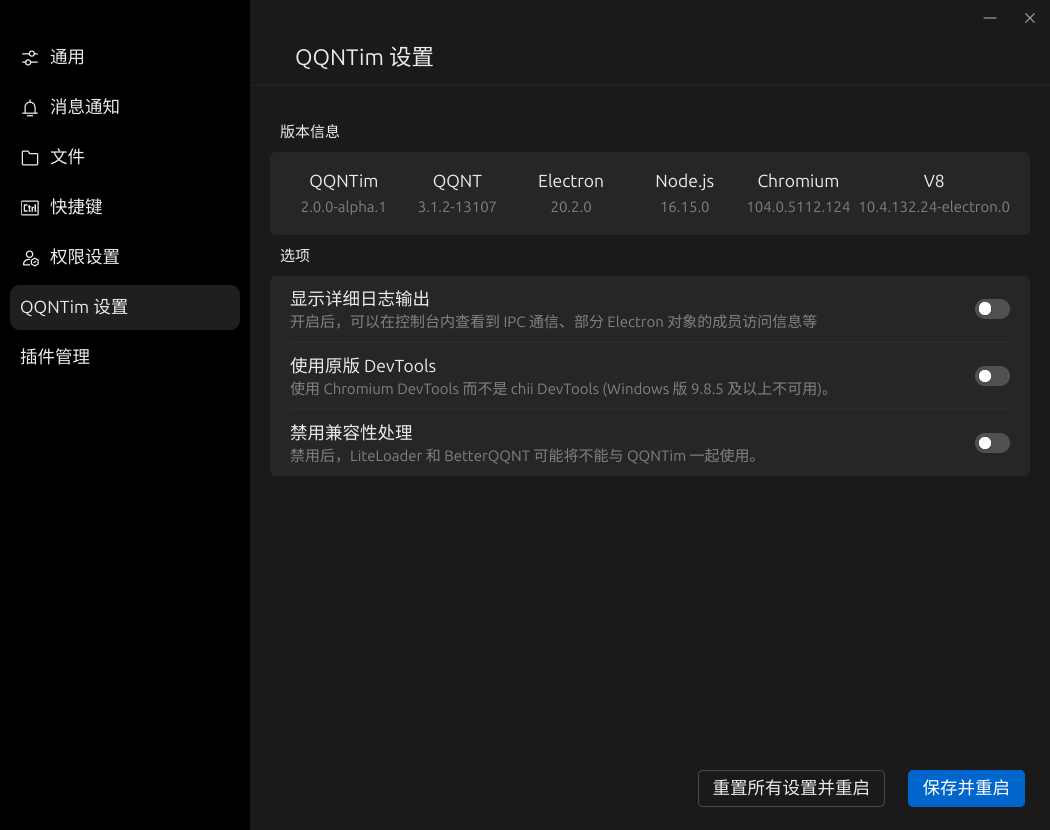 通用
消息通知
文件
Ctrl
快捷键
权限设置
QQNTim 设置
插件管理
QQNTim 设置
版本信息
QQNTim QQNT Electron Node.js Chromium V8
2.0.0-alpha.1 3.1.2-13107 20.2.0 16.15.0 104.0.5112.124 10.4.132.24-electron.0
选项
显示详细日志输出
开启后，可以在控制台内查看到 IPC 通信、部分 Electron 对象的成员访问信息等
使用原版 DevTools
使用 Chromium DevTools 而不是 chii DevTools (Windows 版 9.8.5 及以上不可用)。
禁用兼容性处理
禁用后，LiteLoader 和 BetterQQNT 可能将不能与 QQNTim 一起使用。
重置所有设置并重启
保存并重启